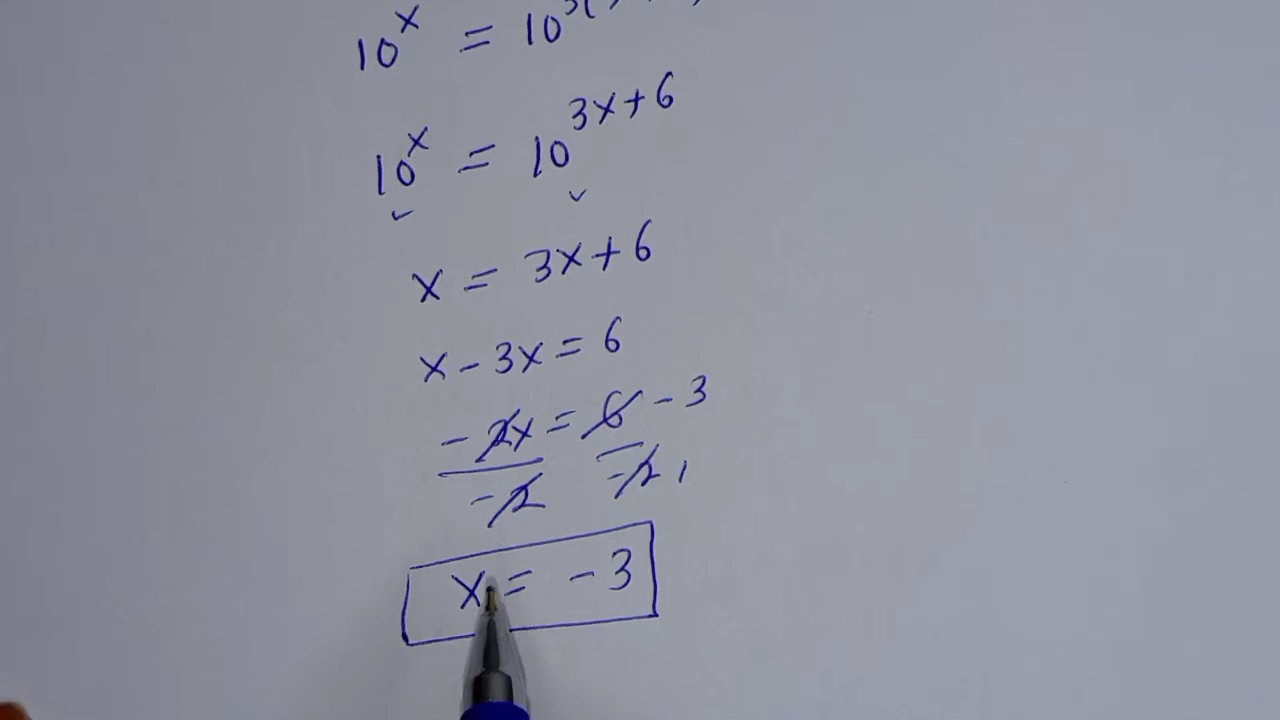 10^x = 10^3(
10^x = 10^3x+6
x = 3x+6
x - 3x = 6
-2x = 6 -3
-2 -2 1
x = -3